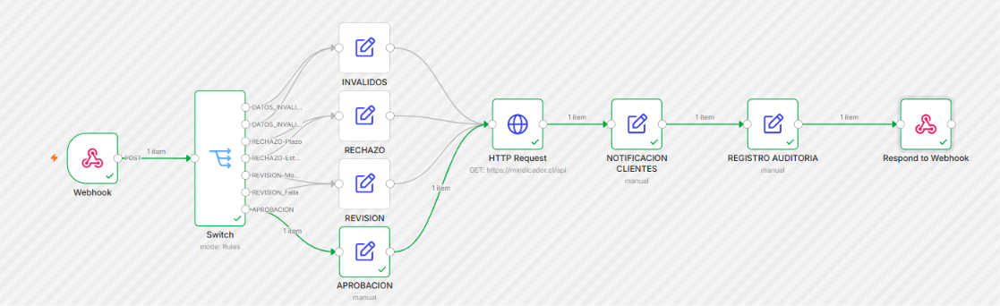 Webhook
POST
1 item
Switch
mode: Rules
DATOS_INVALI...
DATOS_INVALI...
RECHAZO-Plazo
RECHAZO-Est...
REVISION-Mo...
REVISION_Falla
APROBACION
1 item
INVALIDOS
RECHAZO
REVISION
APROBACION
manual
1 item
HTTP Request
GET: https://mindicador.cl/api
1 item
NOTIFICACION
CLIENTES
manual
1 item
REGISTRO AUDITORIA
manual
1 item
Respond to Webhook